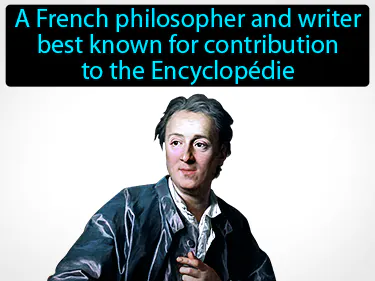 A French philosopher and writer
best known for contribution
to the Encyclopédie